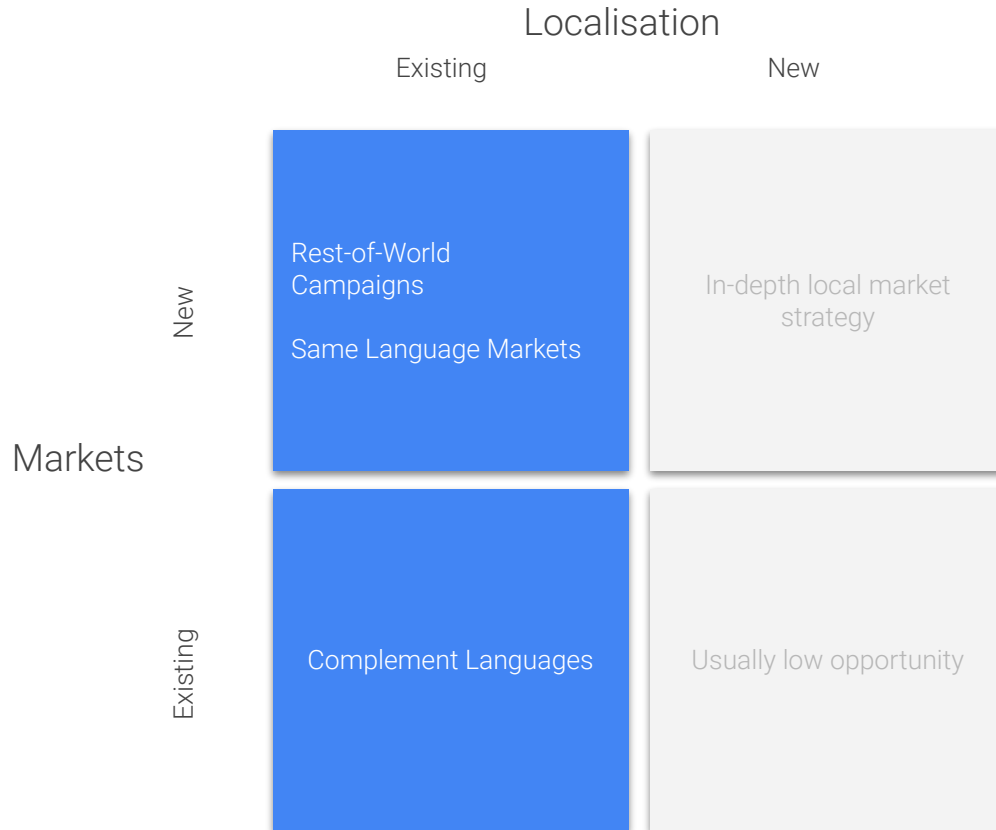 Localisation
Existing
New
Rest-of-World
Campaigns
Same Language Markets
In-depth local market
strategy
New
Markets
Complement Languages
Usually low opportunity
Existing